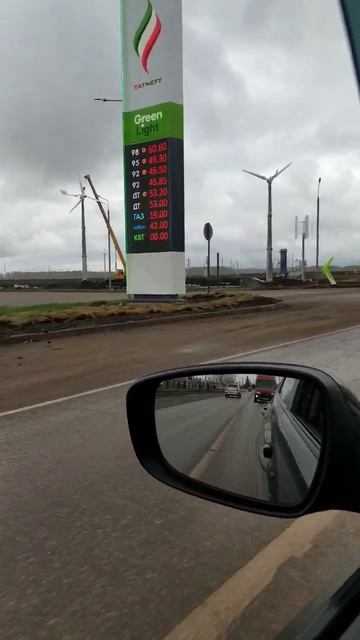 TATNEFT
Green
Light
98 60.60
95 49.30
92 46.50
92 45.85
ДТ 53.20
ДТ 53.00
ГАЗ 19.00
42.00
КВТ 00.00